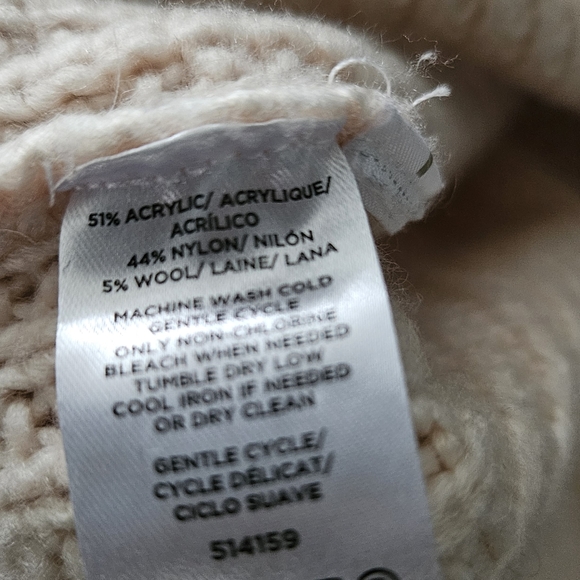 51% ACRYLIC/ ACRYLIQUE/
ACRÍLICO
44% NYLON/ NILÓN
5% WOOL/ LAINE/ LANA
MACHINE WASH COLD
GENTLE CYCLE
ONLY NON-CHLORINE
BLEACH WHEN NEEDED
TUMBLE DRY LOW
COOL IRON IF NEEDED
OR DRY CLEAN
GENTLE CYCLE/
CYCLE DÉLICAT/
CICLO SUAVE
514159